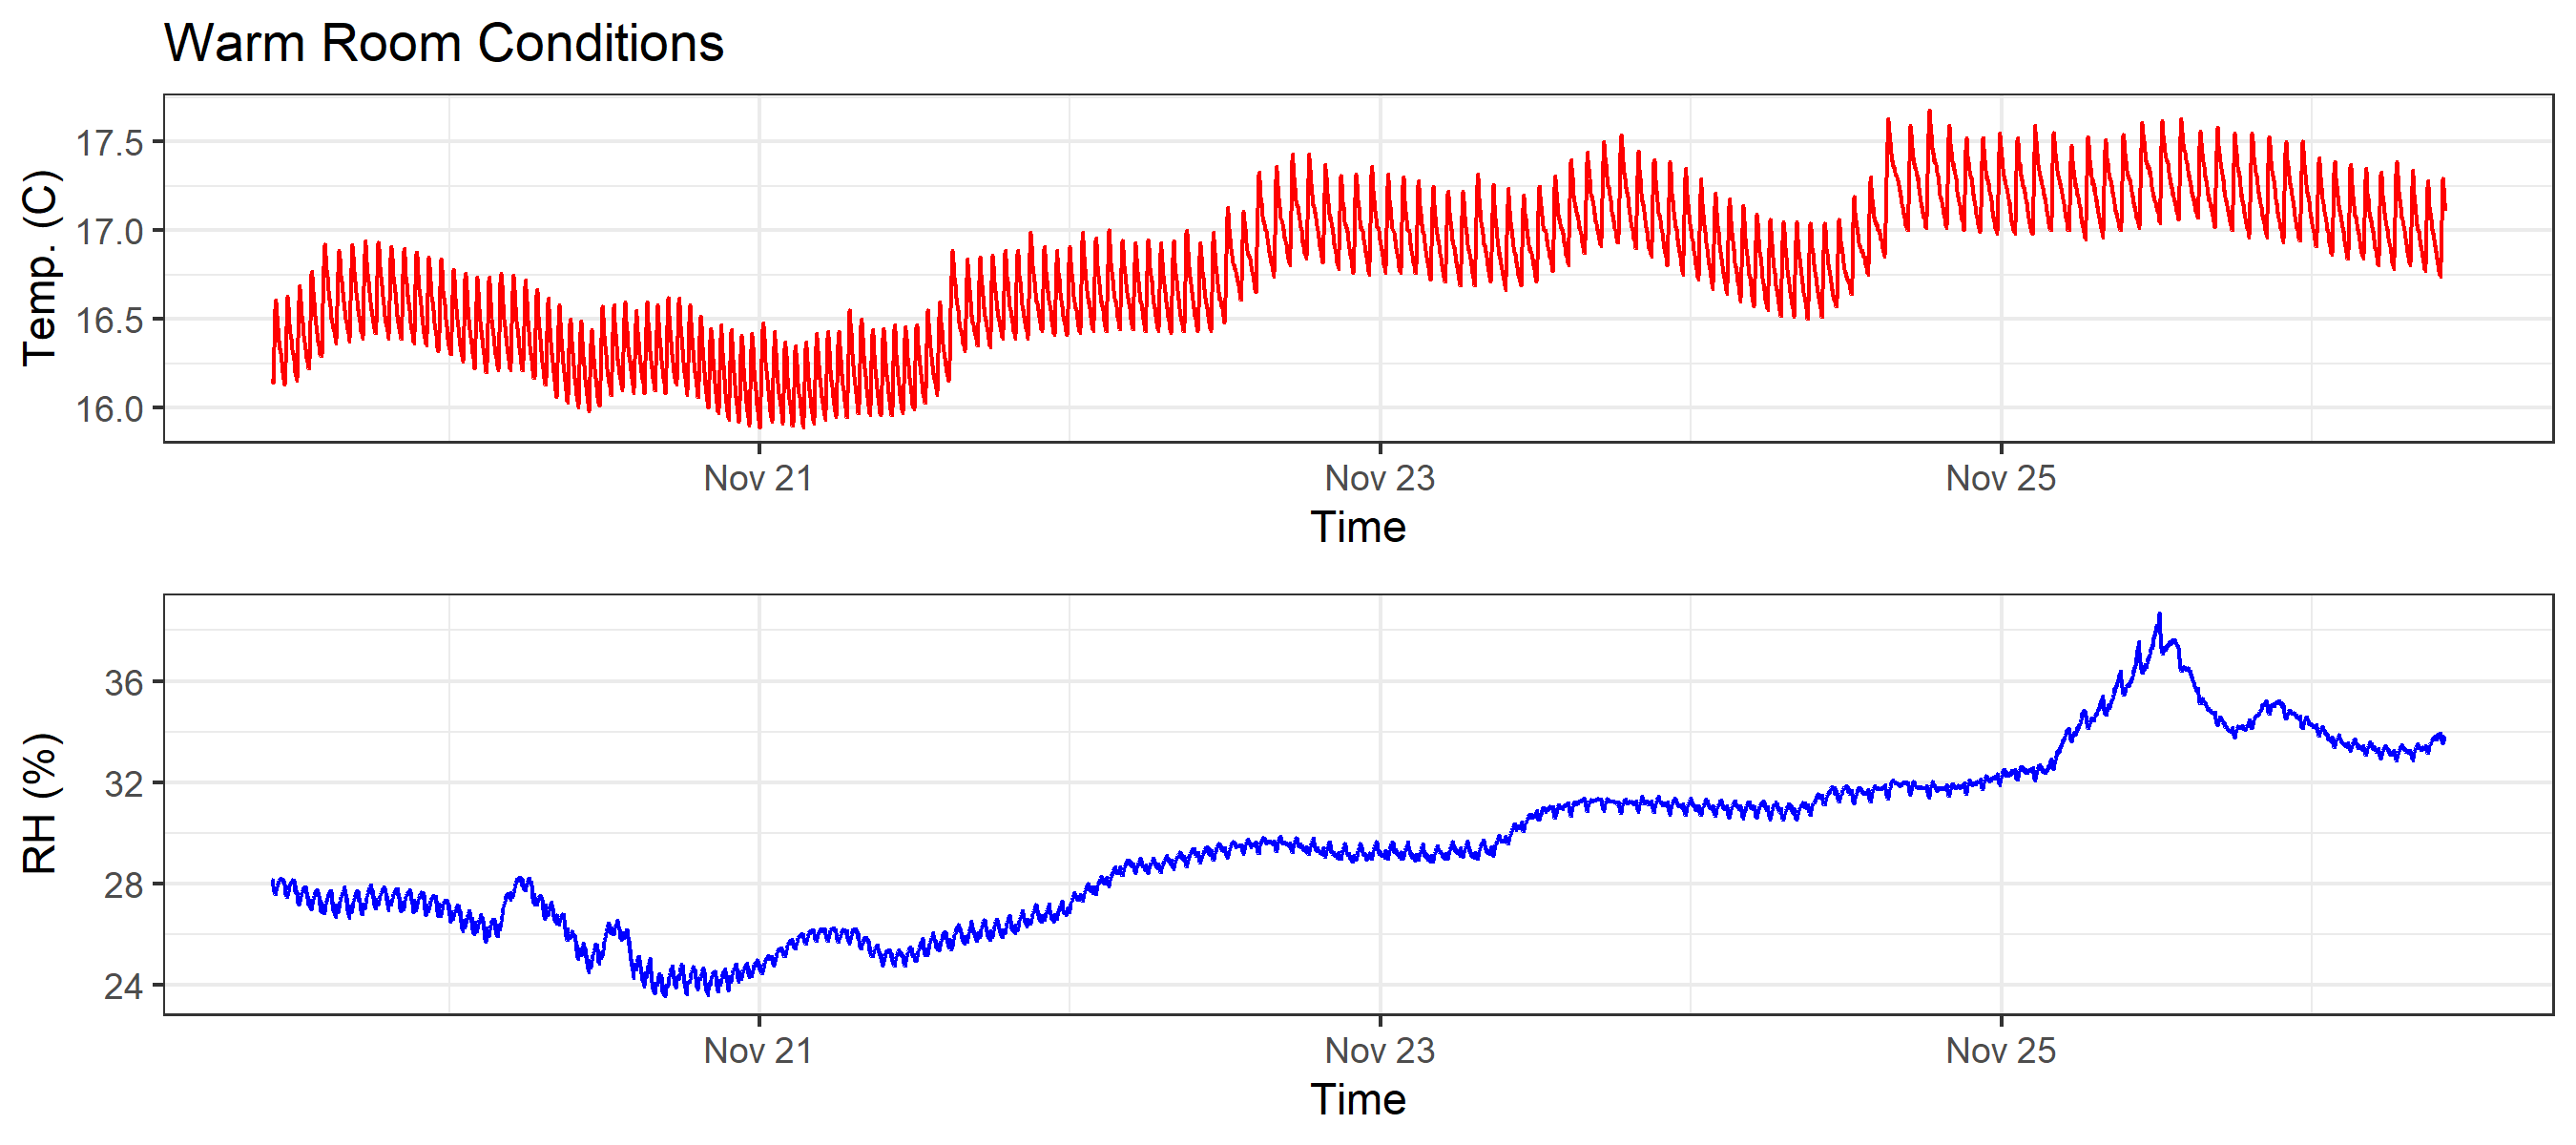 Warm Room Conditions
Temp. (C)
17.5
17.0
16.5
16.0
Nov 21 Nov 23 Nov 25
Time
RH (%)
36
32
28
24
Nov 21 Nov 23 Nov 25
Time